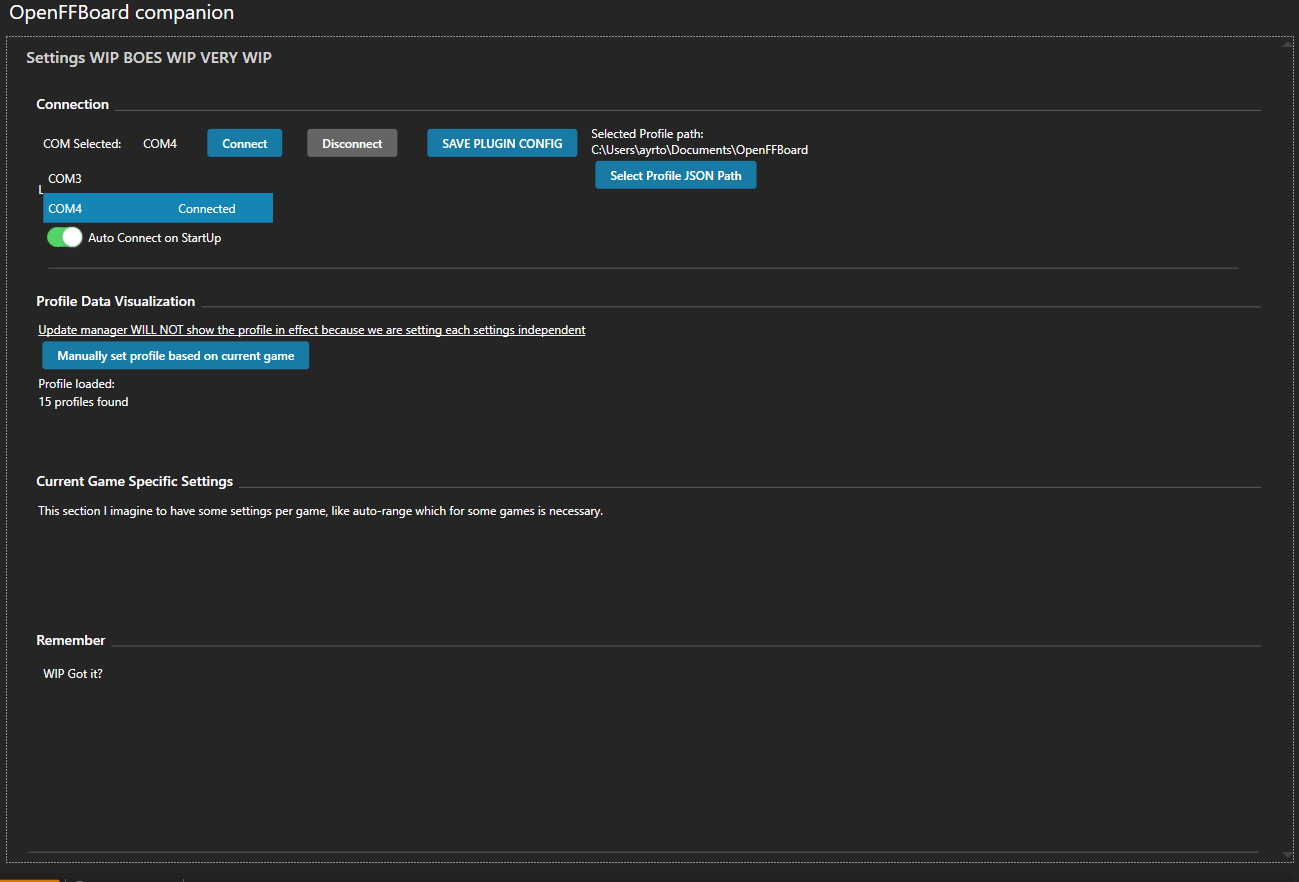 OpenFFBoard companion
Settings WIP BOES WIP VERY WIP
Connection
COM Selected: COM4 Connect Disconnect SAVE PLUGIN CONFIG
Selected Profile path:
C:\Users\ayrto\Documents\OpenFFBoard
Select Profile JSON Path
COM3
COM4 Connected
Auto Connect on StartUp
Profile Data Visualization
Update manager WILL NOT show the profile in effect because we are setting each settings independent
Manually set profile based on current game
Profile loaded:
15 profiles found
Current Game Specific Settings
This section I imagine to have some settings per game, like auto-range which for some games is necessary.
Remember
WIP Got it?